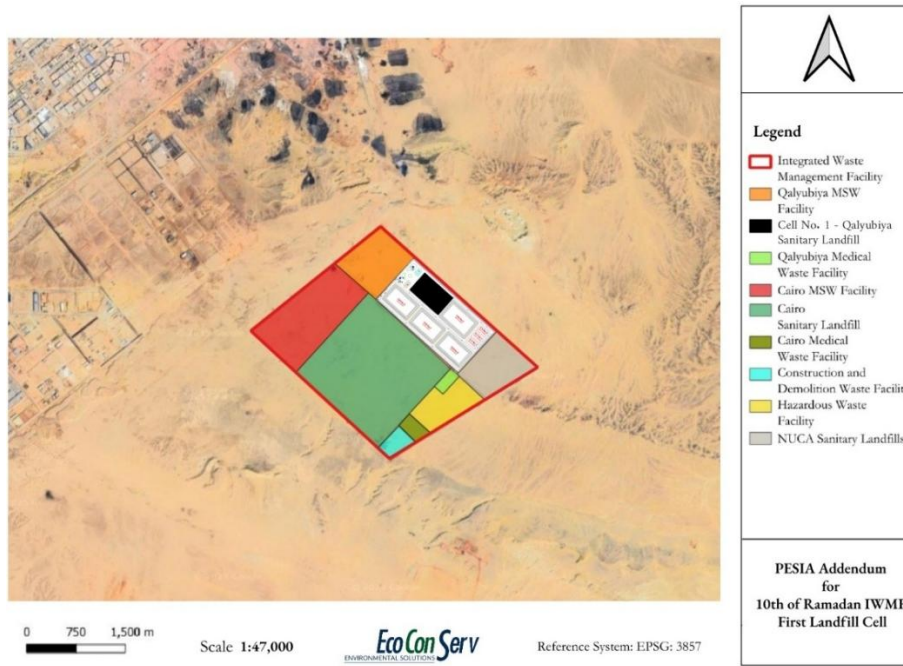 Legend
Integrated Waste
Management Facility
Qalyubiya MSW
Facility
Cell No. 1 - Qalyubiya
Sanitary Landfill
Qalyubiya Medical
Waste Facility
Cairo MSW Facility
Cairo
Sanitary Landfill
Cairo Medical
Waste Facility
Construction and
Demolition Waste Facilit
Hazardous Waste
Facility
NUCA Sanitary Landfills
PESIA Addendum
for
10th of Ramadan IWMF
First Landfill Cell
0 750 1,500 m
Scale 1:47,000
EcoConServ
ENVIRONMENTAL SOLUTIONS
Reference System: EPSG: 3857